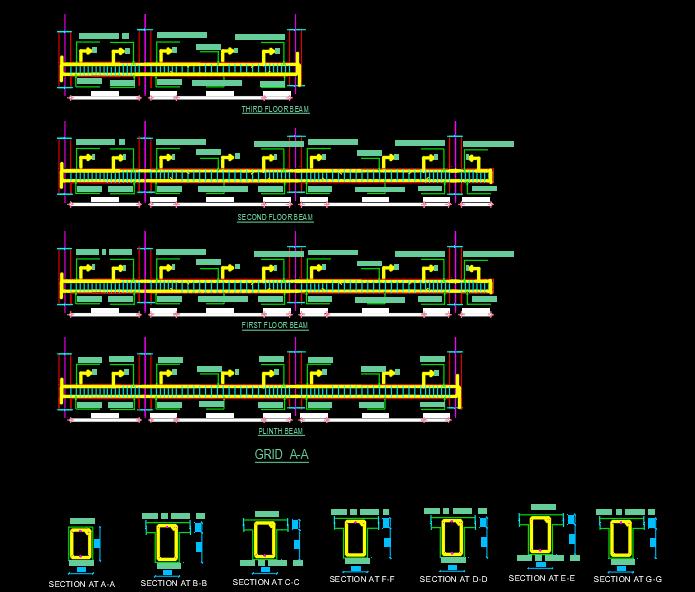 THIRD FLOOR BEAM
SECOND FLOOR BEAM
FIRST FLOOR BEAM
PLINTH BEAM
GRID A-A
SECTION AT A-A
SECTION AT B-B
SECTION AT C-C
SECTION AT F-F
SECTION AT D-D
SECTION AT E-E
SECTION AT G-G